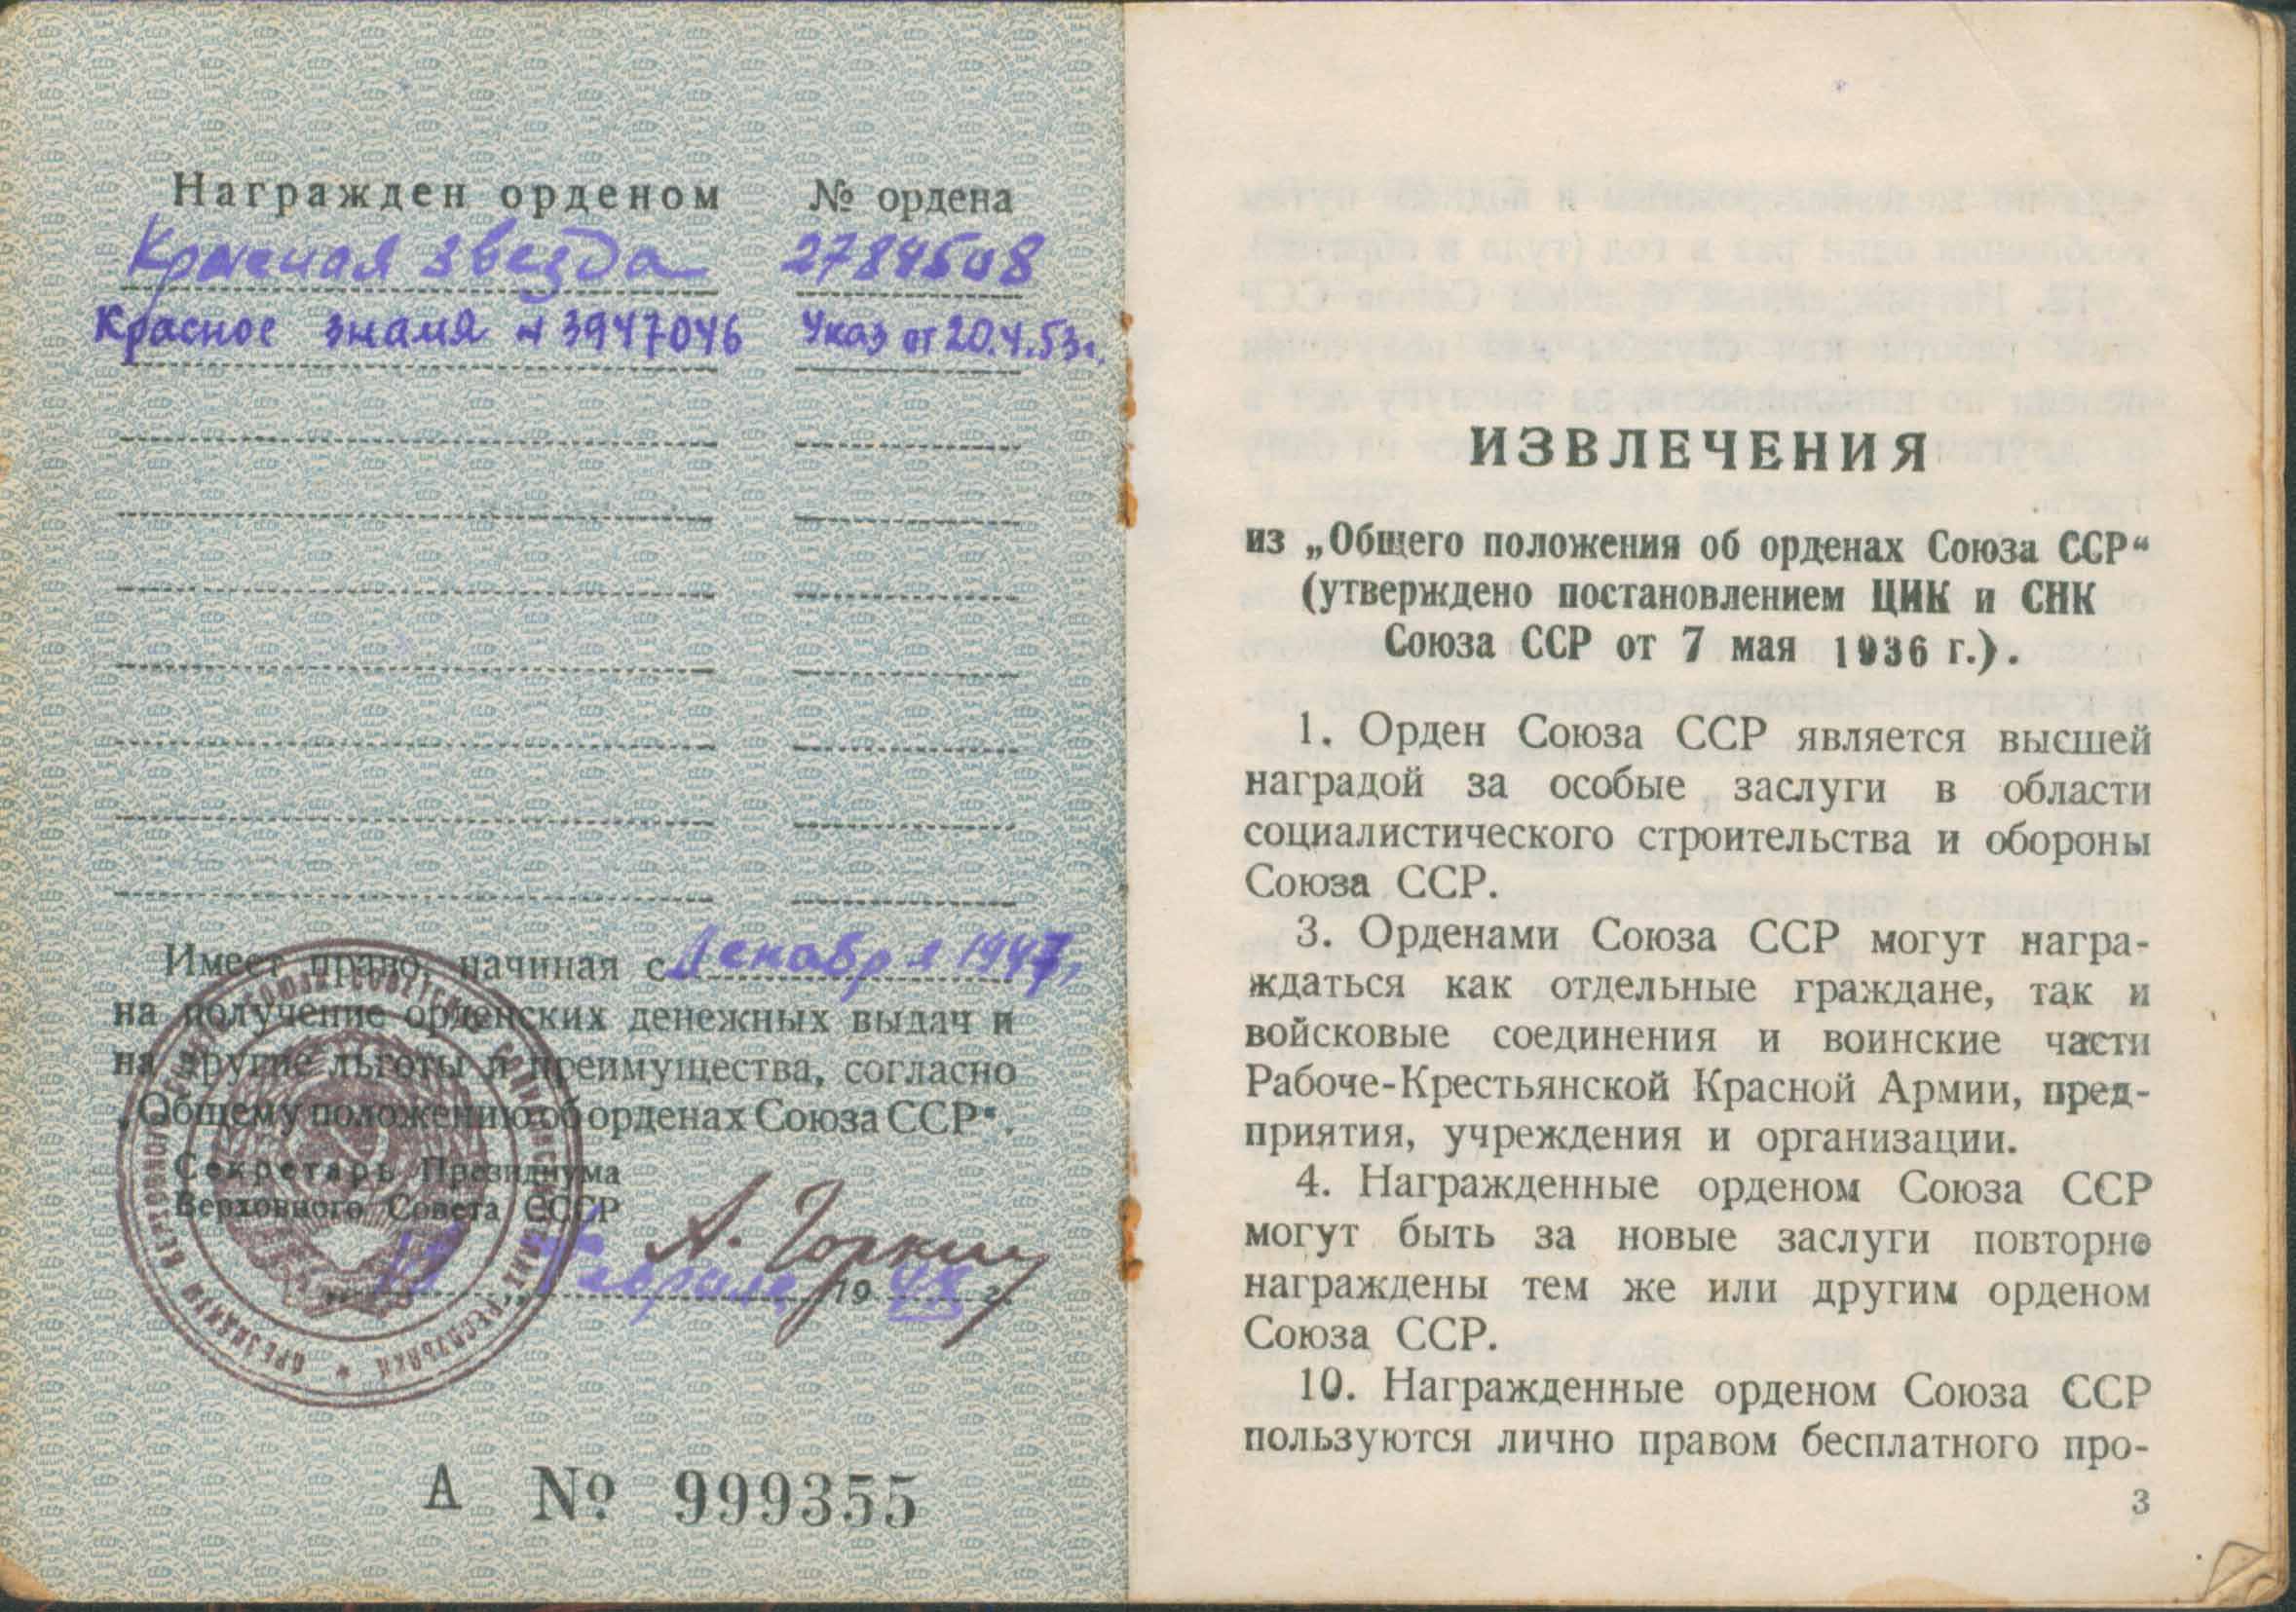 Награжден орденом № ордена
Красная звезда 2784508
Красное знамя № 3947046 Указ от 20.4.53г.
Имеет право, начиная с Декабря 1947,
на получение орденских денежных выдач и
на другие льготы и преимущества, согласно
„Общему положению об орденах Союза ССР“.
Секретарь Президиума
Верховного Совета СССР
А. Горкин
Февраля 1948 г.
А № 999355
ИЗВЛЕЧЕНИЯ
из „Общего положения об орденах Союза ССР“
(утверждено постановлением ЦИК и СНК
Союза ССР от 7 мая 1936 г.).
1. Орден Союза ССР является высшей
наградой за особые заслуги в области
социалистического строительства и обороны
Союза ССР.
3. Орденами Союза ССР могут награ-
ждаться как отдельные граждане, так и
войсковые соединения и воинские части
Рабоче-Крестьянской Красной Армии, пред-
приятия, учреждения и организации.
4. Награжденные орденом Союза ССР
могут быть за новые заслуги повторно
награждены тем же или другим орденом
Союза ССР.
10. Награжденные орденом Союза ССР
пользуются лично правом бесплатного про-
3